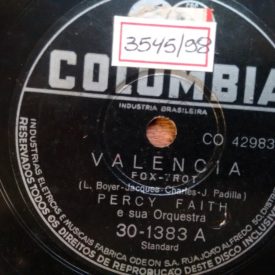 3545/98
COLUMBIA
INDUSTRIA BRASILEIRA
CO 42983
VALENCIA
FOX-TROT
(L. Boyer-Jacques Charles-J. Padilla)
PERCY FAITH
e sua Orquestra
30-1383 A
Standard
INDUSTRIAS ELETRICAS E MUSICAIS FABRICA ODEON S.A. RUA JOÃO ALFREDO
RESERVADOS TODOS OS DIREITOS DE REPRODUÇÃO DESTE DISCO